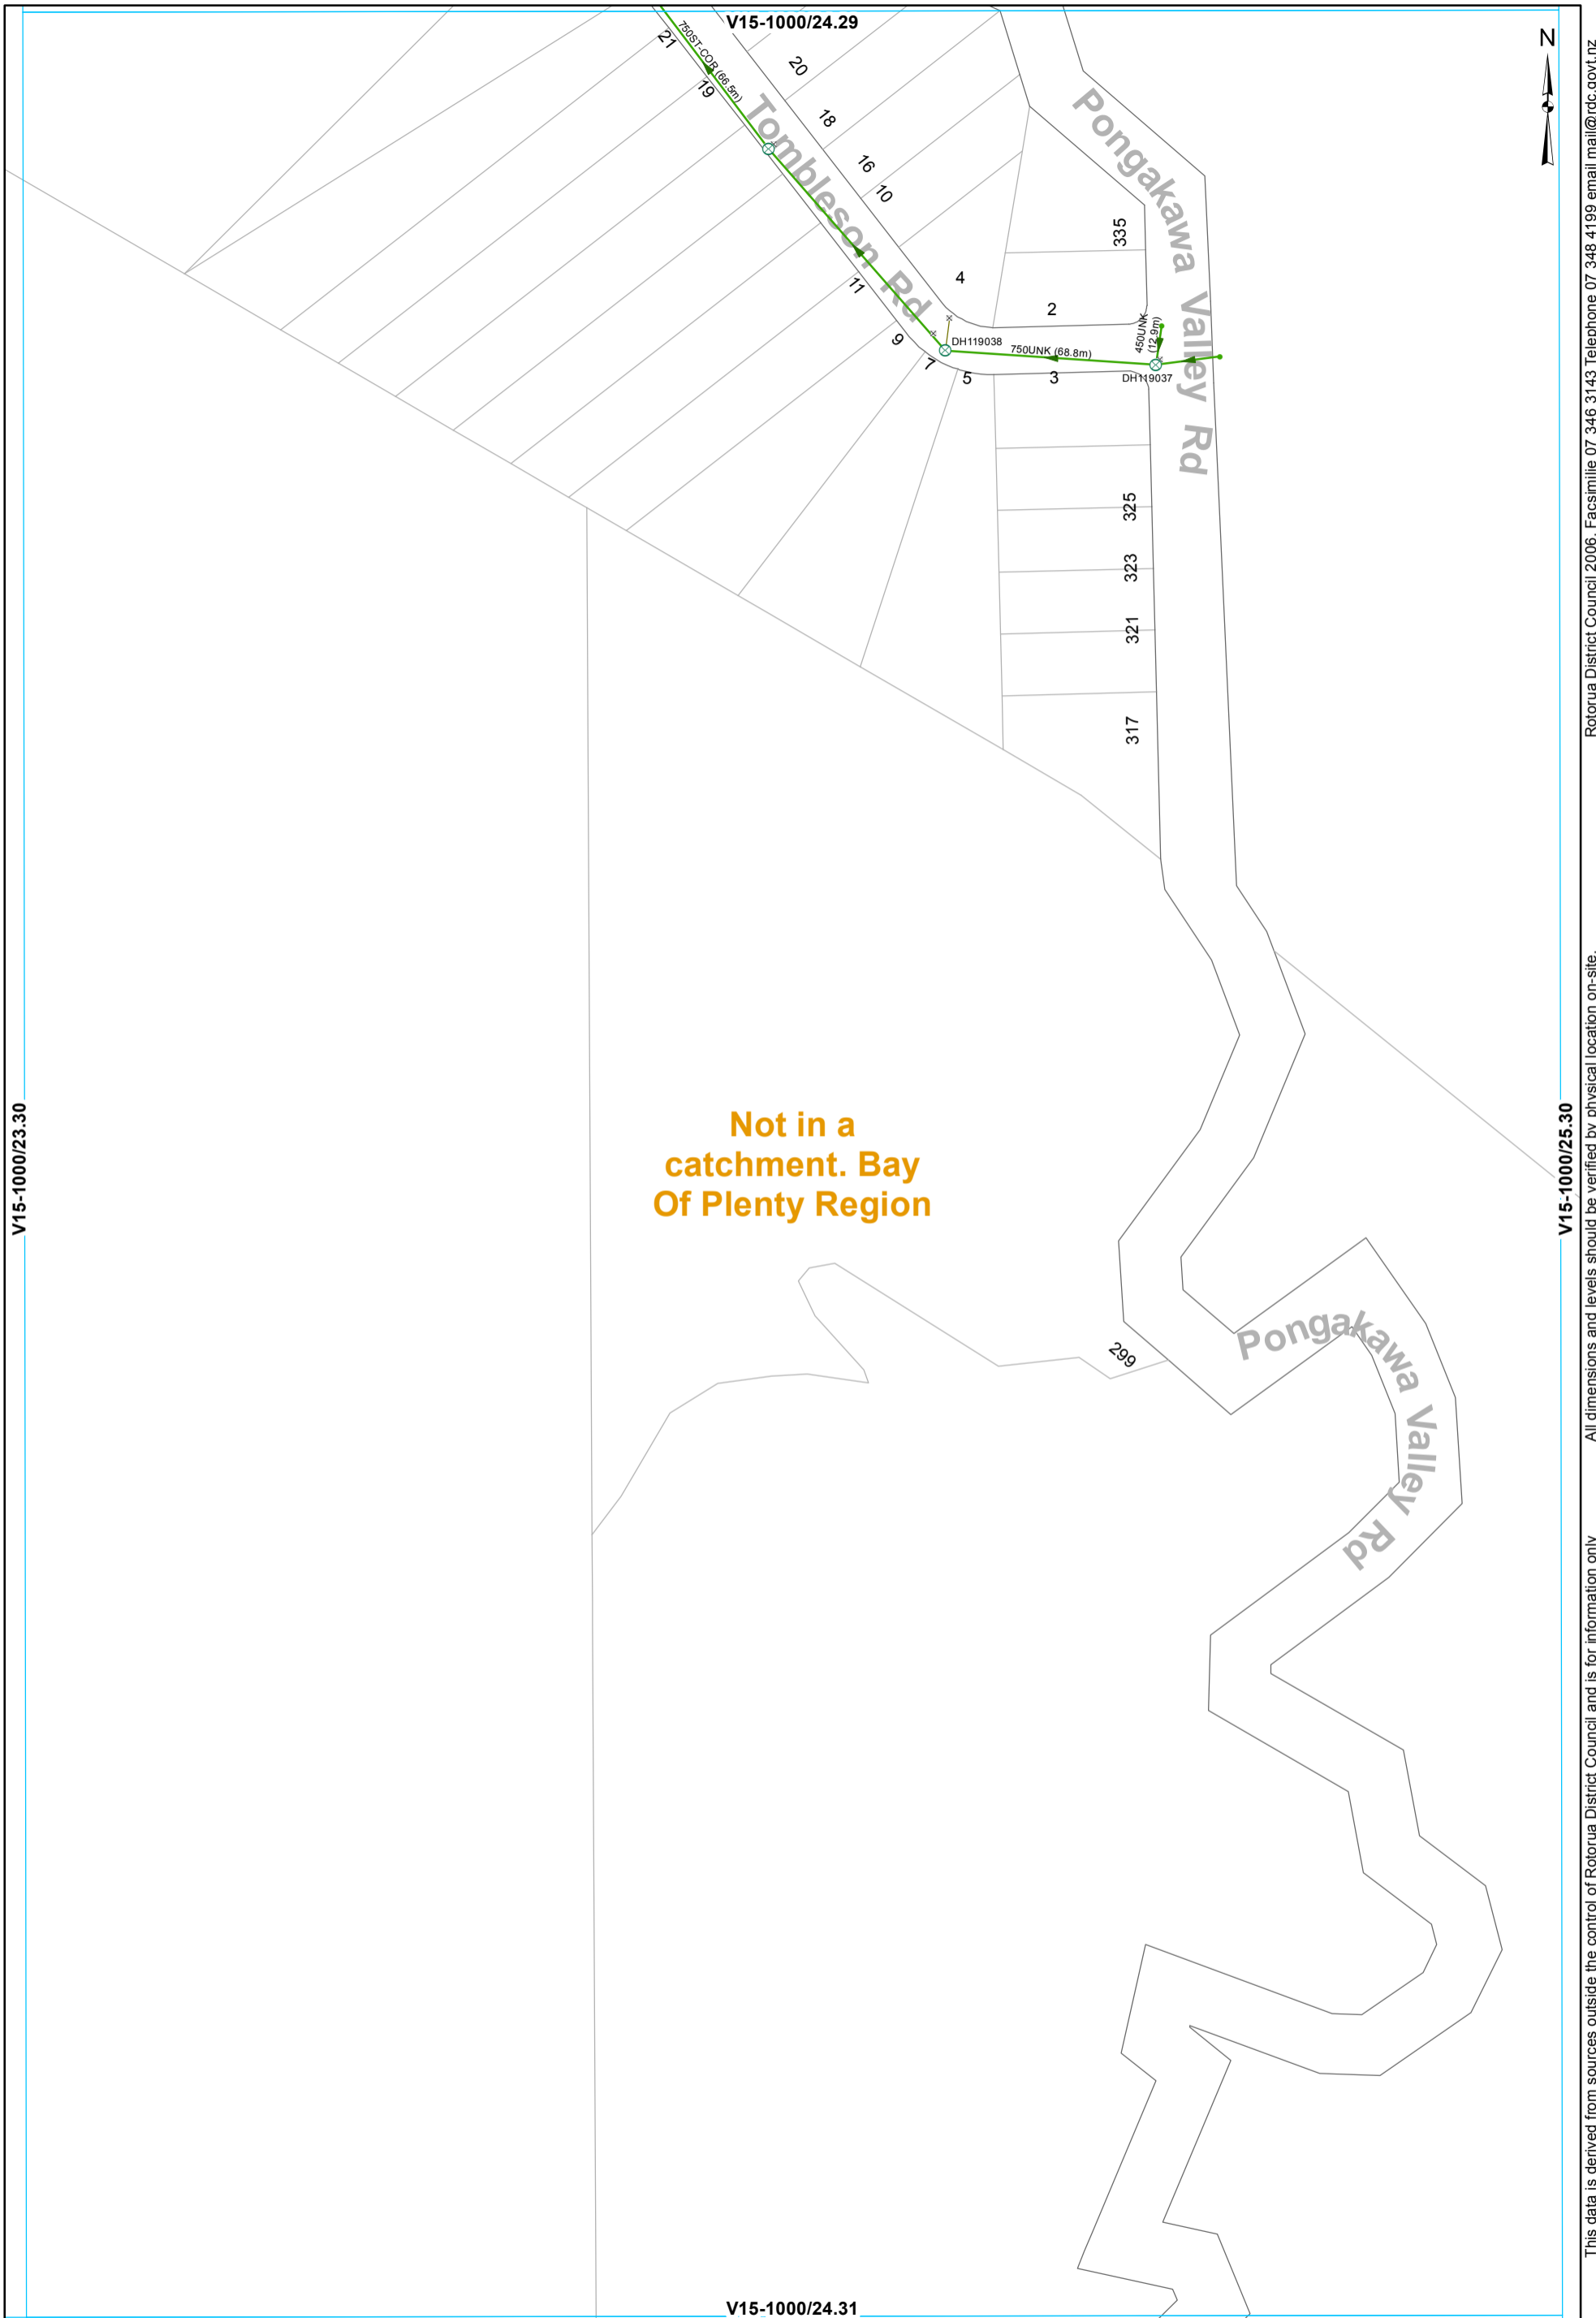 V15-1000/24.29
N
21
750ST-COR (66.5m)
19
20
18
16
10
Tombleson Rd
Pongakawa Valley Rd
335
4
2
11
9
7
5
3
DH119038
750UNK (68.8m)
450UNK
(12.9m)
DH119037
325
323
321
317
V15-1000/23.30
V15-1000/25.30
Not in a
catchment. Bay
Of Plenty Region
299
Pongakawa Valley Rd
V15-1000/24.31
This data is derived from sources outside the control of Rotorua District Council and is for information only
All dimensions and levels should be verified by physical location on-site.
Rotorua District Council 2006. Facsimilie 07 346 3143 Telephone 07 348 4199 email mail@rdc.govt.nz